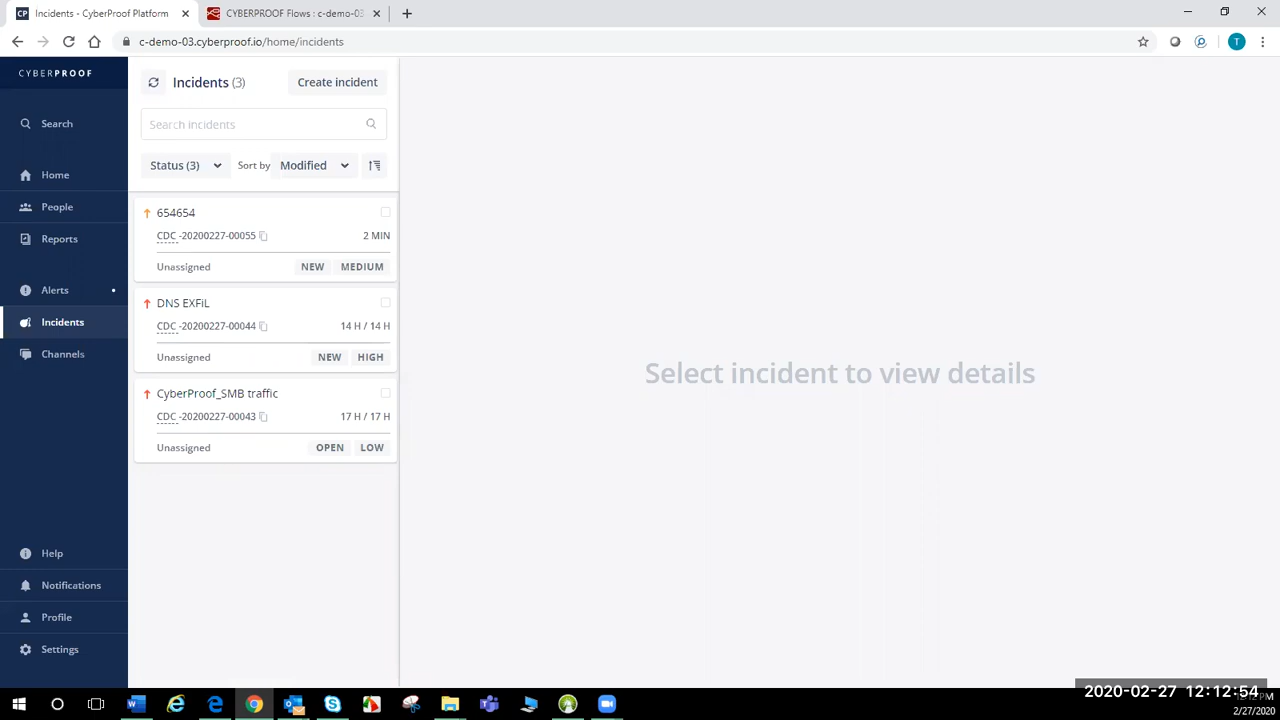 Incidents - CyberProof Platform
CYBERPROOF Flows : c-demo-03
c-demo-03.cyberproof.io/home/incidents
T
CYBERPROOF
Search
Home
People
Reports
Alerts
Incidents
Channels
Help
Notifications
Profile
Settings
Incidents (3)
Create incident
Search incidents
Status (3)
Sort by
Modified
654654
CDC -20200227-00055
2 MIN
Unassigned
NEW
MEDIUM
DNS EXFiL
CDC -20200227-00044
14 H / 14 H
Unassigned
NEW
HIGH
CyberProof_SMB traffic
CDC -20200227-00043
17 H / 17 H
Unassigned
OPEN
LOW
Select incident to view details
2020-02-27 12:12:54
2/27/2020